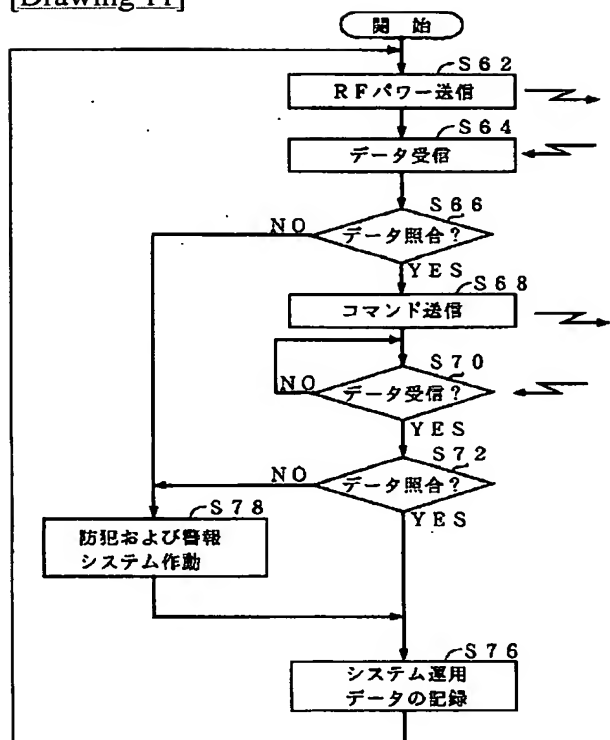 [Drawing 11]
開始
S62
RFパワー送信
S64
データ受信
S66
NO
データ照合?
YES
S68
コマンド送信
S70
NO
データ受信?
YES
S72
NO
データ照合?
YES
S78
防犯および警報
システム作動
S76
システム運用
データの記録